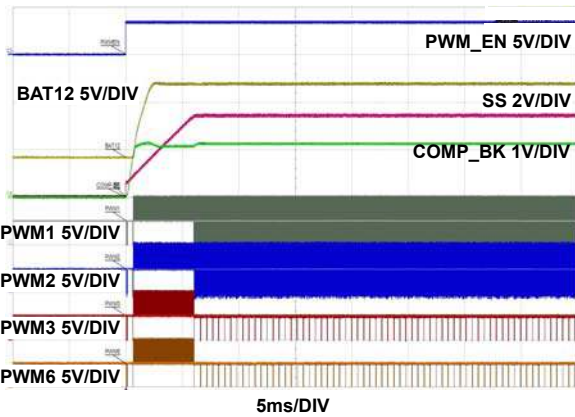 PWM_EN 5V/DIV
BAT12 5V/DIV
SS 2V/DIV
BAT12
COMP_BK 1V/DIV
PWM1 5V/DIV
PWM2 5V/DIV
PWM3 5V/DIV
PWM6 5V/DIV
5ms/DIV